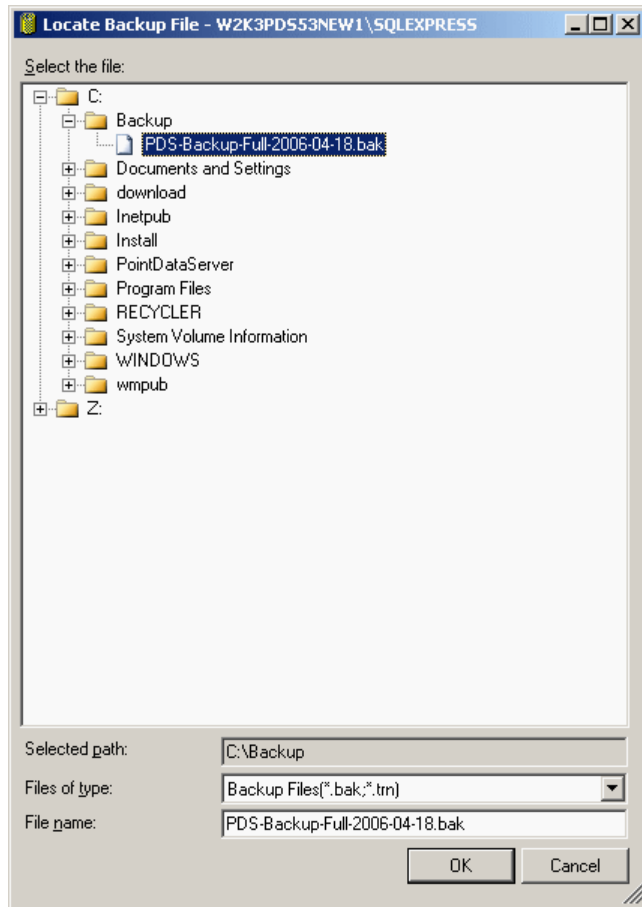 Locate Backup File - W2K3PDS53NEW1\SQLEXPRESS
Select the file:
C:
Backup
PDS-Backup-Full-2006-04-18.bak
Documents and Settings
download
Inetpub
Install
PointDataServer
Program Files
RECYCLER
System Volume Information
WINDOWS
wmpub
Z:
Selected path: C:\Backup
Files of type: Backup Files(*.bak;*.trn)
File name: PDS-Backup-Full-2006-04-18.bak
OK Cancel